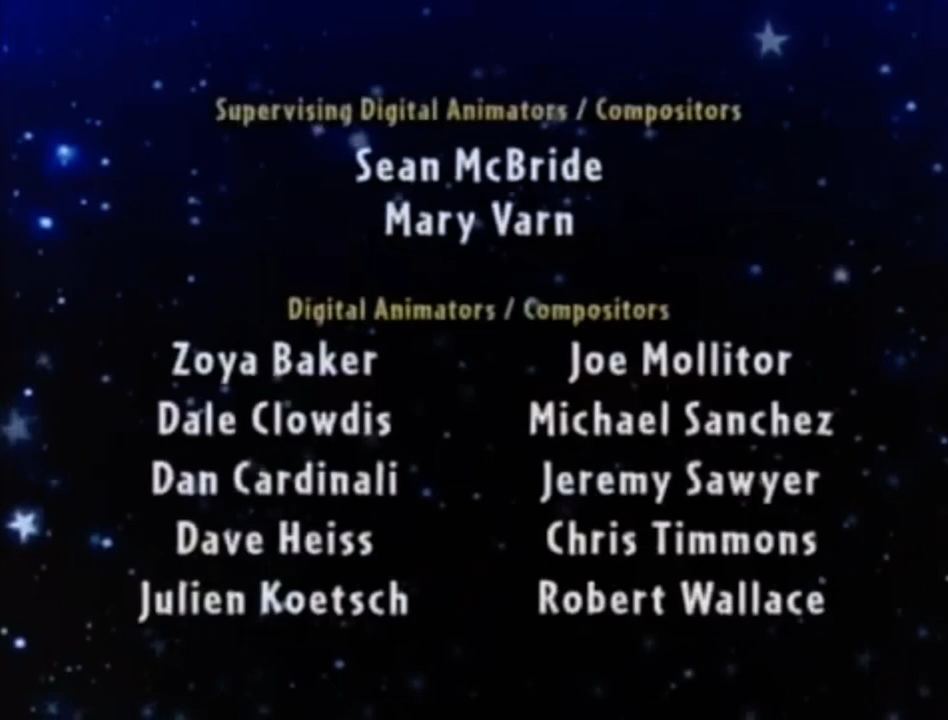 Supervising Digital Animators / Compositors
Sean McBride
Mary Varn
Digital Animators / Compositors
Zoya Baker
Joe Mollitor
Dale Clowdis
Michael Sanchez
Dan Cardinali
Jeremy Sawyer
Dave Heiss
Chris Timmons
Julien Koetsch
Robert Wallace